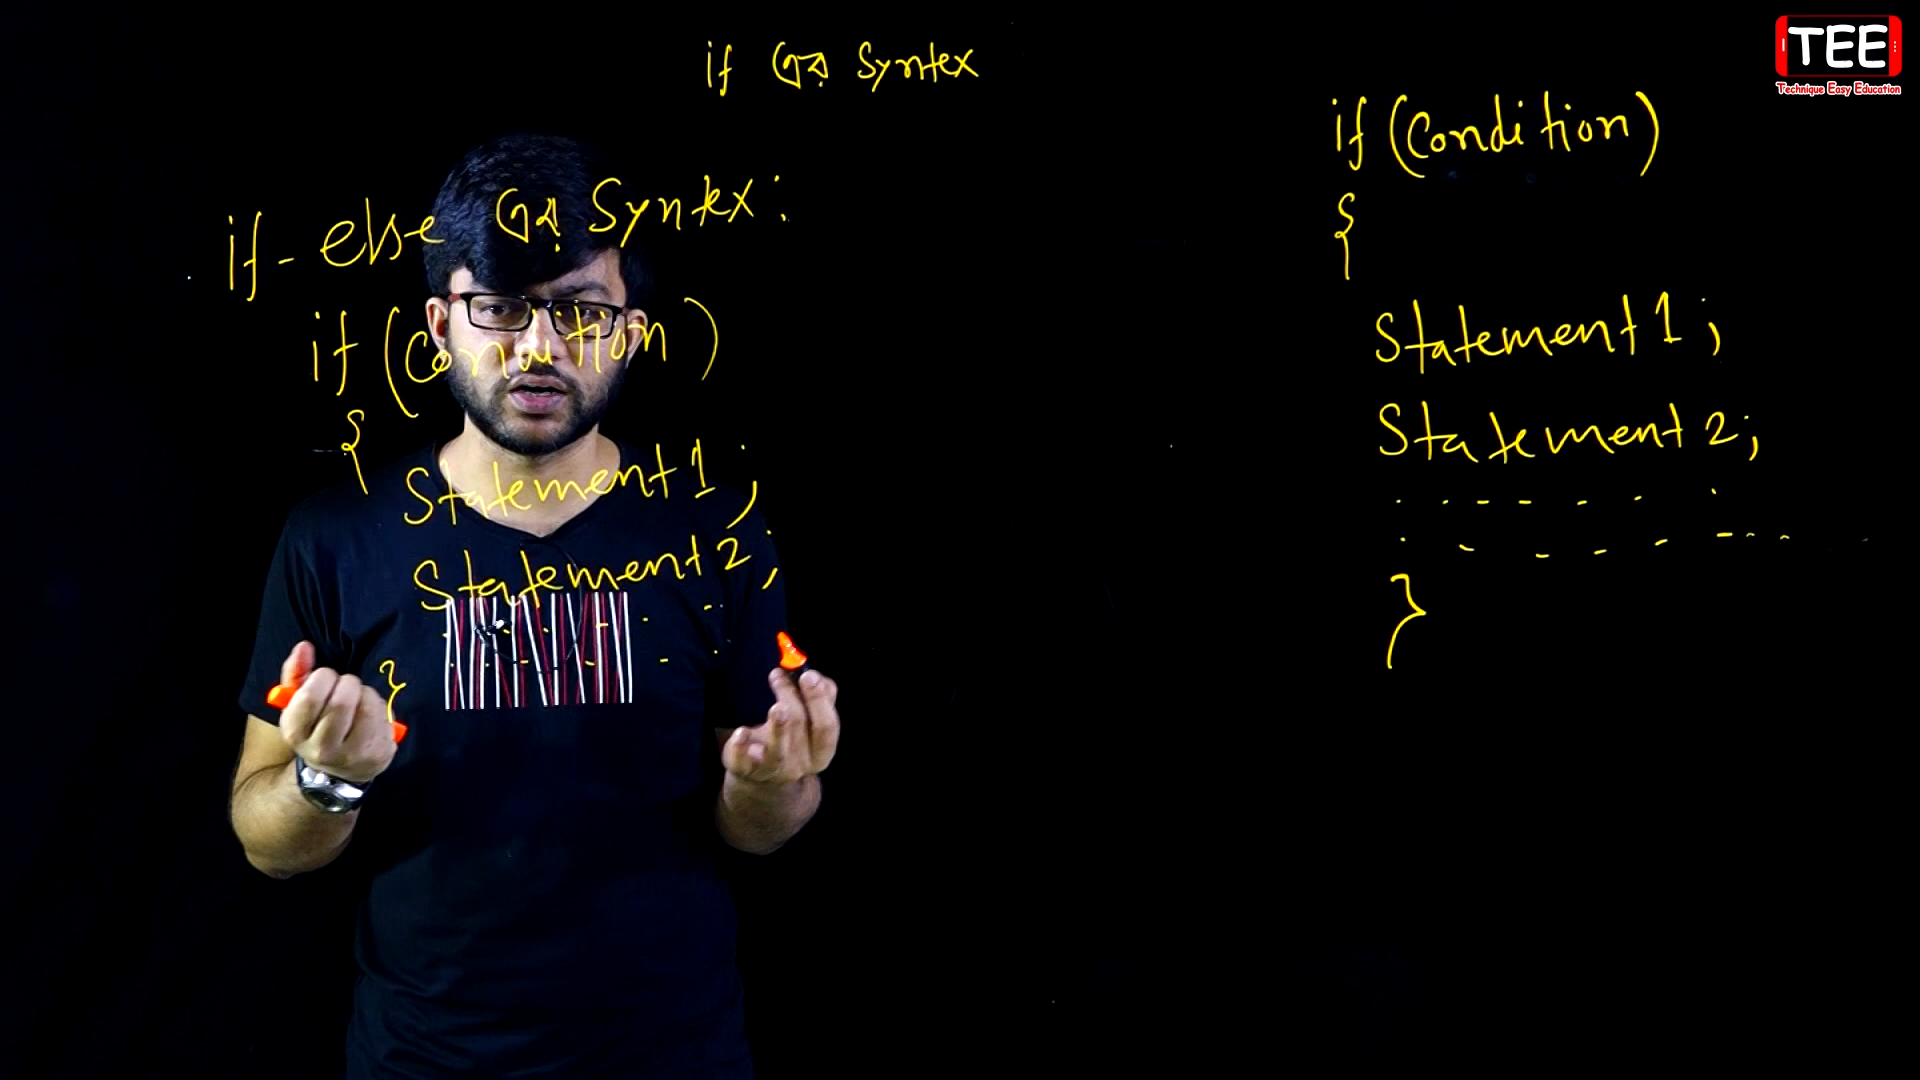 if এর Syntex
if (Condition)
{
Statement 1;
Statement 2;
}
if-else এর Syntex:
if (Condition)
{
Statement 1;
Statement 2;
}
TEE
Technique Easy Education